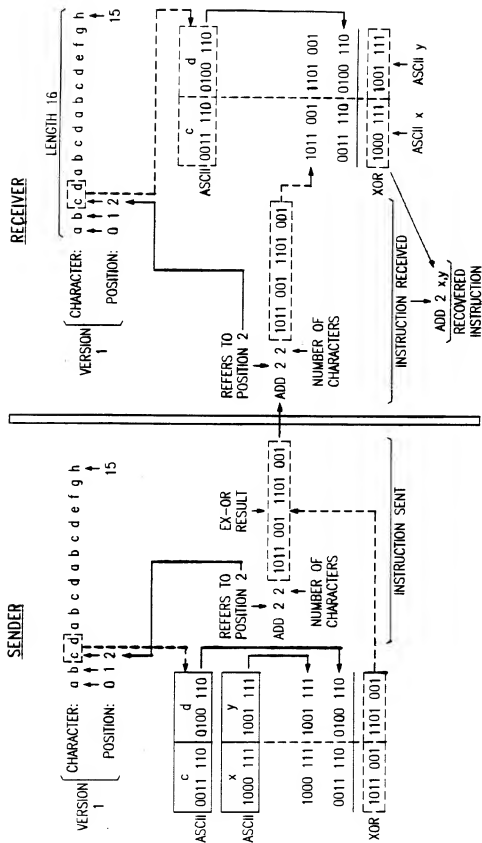 SENDER
VERSION 1
CHARACTER: a b c d a b c d a b c d e f g h
POSITION: 0 1 2 15
c d
ASCII 0011 110 0100 110
x y
ASCII 1000 111 1001 111
1000 111 1001 111
0011 110 0100 110
XOR 1011 001 1101 001
REFERS TO POSITION 2
EX-OR RESULT
ADD 2 2 1011 001 1101 001
NUMBER OF CHARACTERS
INSTRUCTION SENT
RECEIVER
LENGTH 16
VERSION 1
CHARACTER: a b c d a b c d a b c d e f g h
POSITION: 0 1 2 15
c d
ASCII 0011 110 0100 110
1011 001 1101 001
0011 110 0100 110
XOR 1000 111 1001 111
ASCII x ASCII y
REFERS TO POSITION 2
ADD 2 2 1011 001 1101 001
NUMBER OF CHARACTERS
INSTRUCTION RECEIVED
ADD 2 x,y
RECOVERED
INSTRUCTION